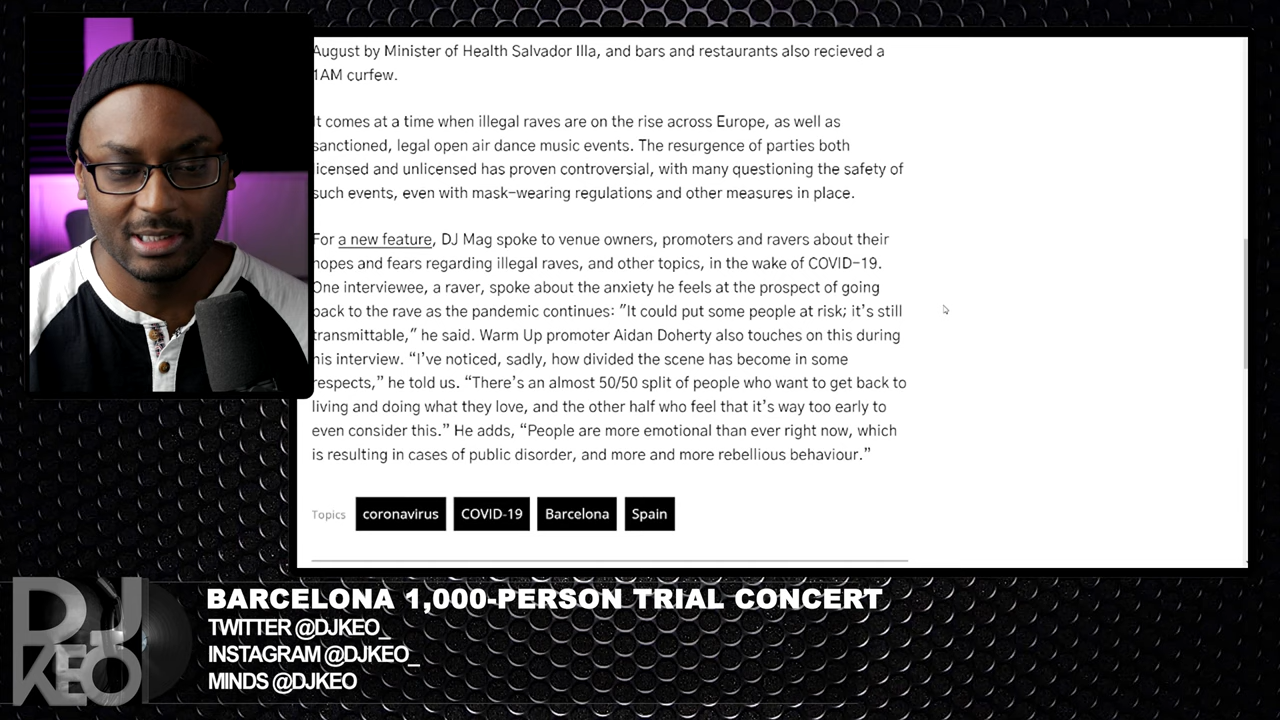 August by Minister of Health Salvador Illa, and bars and restaurants also recieved a
1AM curfew.
It comes at a time when illegal raves are on the rise across Europe, as well as
sanctioned, legal open air dance music events. The resurgence of parties both
licensed and unlicensed has proven controversial, with many questioning the safety of
such events, even with mask-wearing regulations and other measures in place.
For a new feature, DJ Mag spoke to venue owners, promoters and ravers about their
hopes and fears regarding illegal raves, and other topics, in the wake of COVID-19.
One interviewee, a raver, spoke about the anxiety he feels at the prospect of going
back to the rave as the pandemic continues: "It could put some people at risk; it's still
transmittable," he said. Warm Up promoter Aidan Doherty also touches on this during
his interview. “I've noticed, sadly, how divided the scene has become in some
respects,” he told us. “There's an almost 50/50 split of people who want to get back to
living and doing what they love, and the other half who feel that it's way too early to
even consider this.” He adds, “People are more emotional than ever right now, which
is resulting in cases of public disorder, and more and more rebellious behaviour.”
Topics coronavirus COVID-19 Barcelona Spain
DJ
KEO
BARCELONA 1,000-PERSON TRIAL CONCERT
TWITTER @DJKEO_
INSTAGRAM @DJKEO_
MINDS @DJKEO